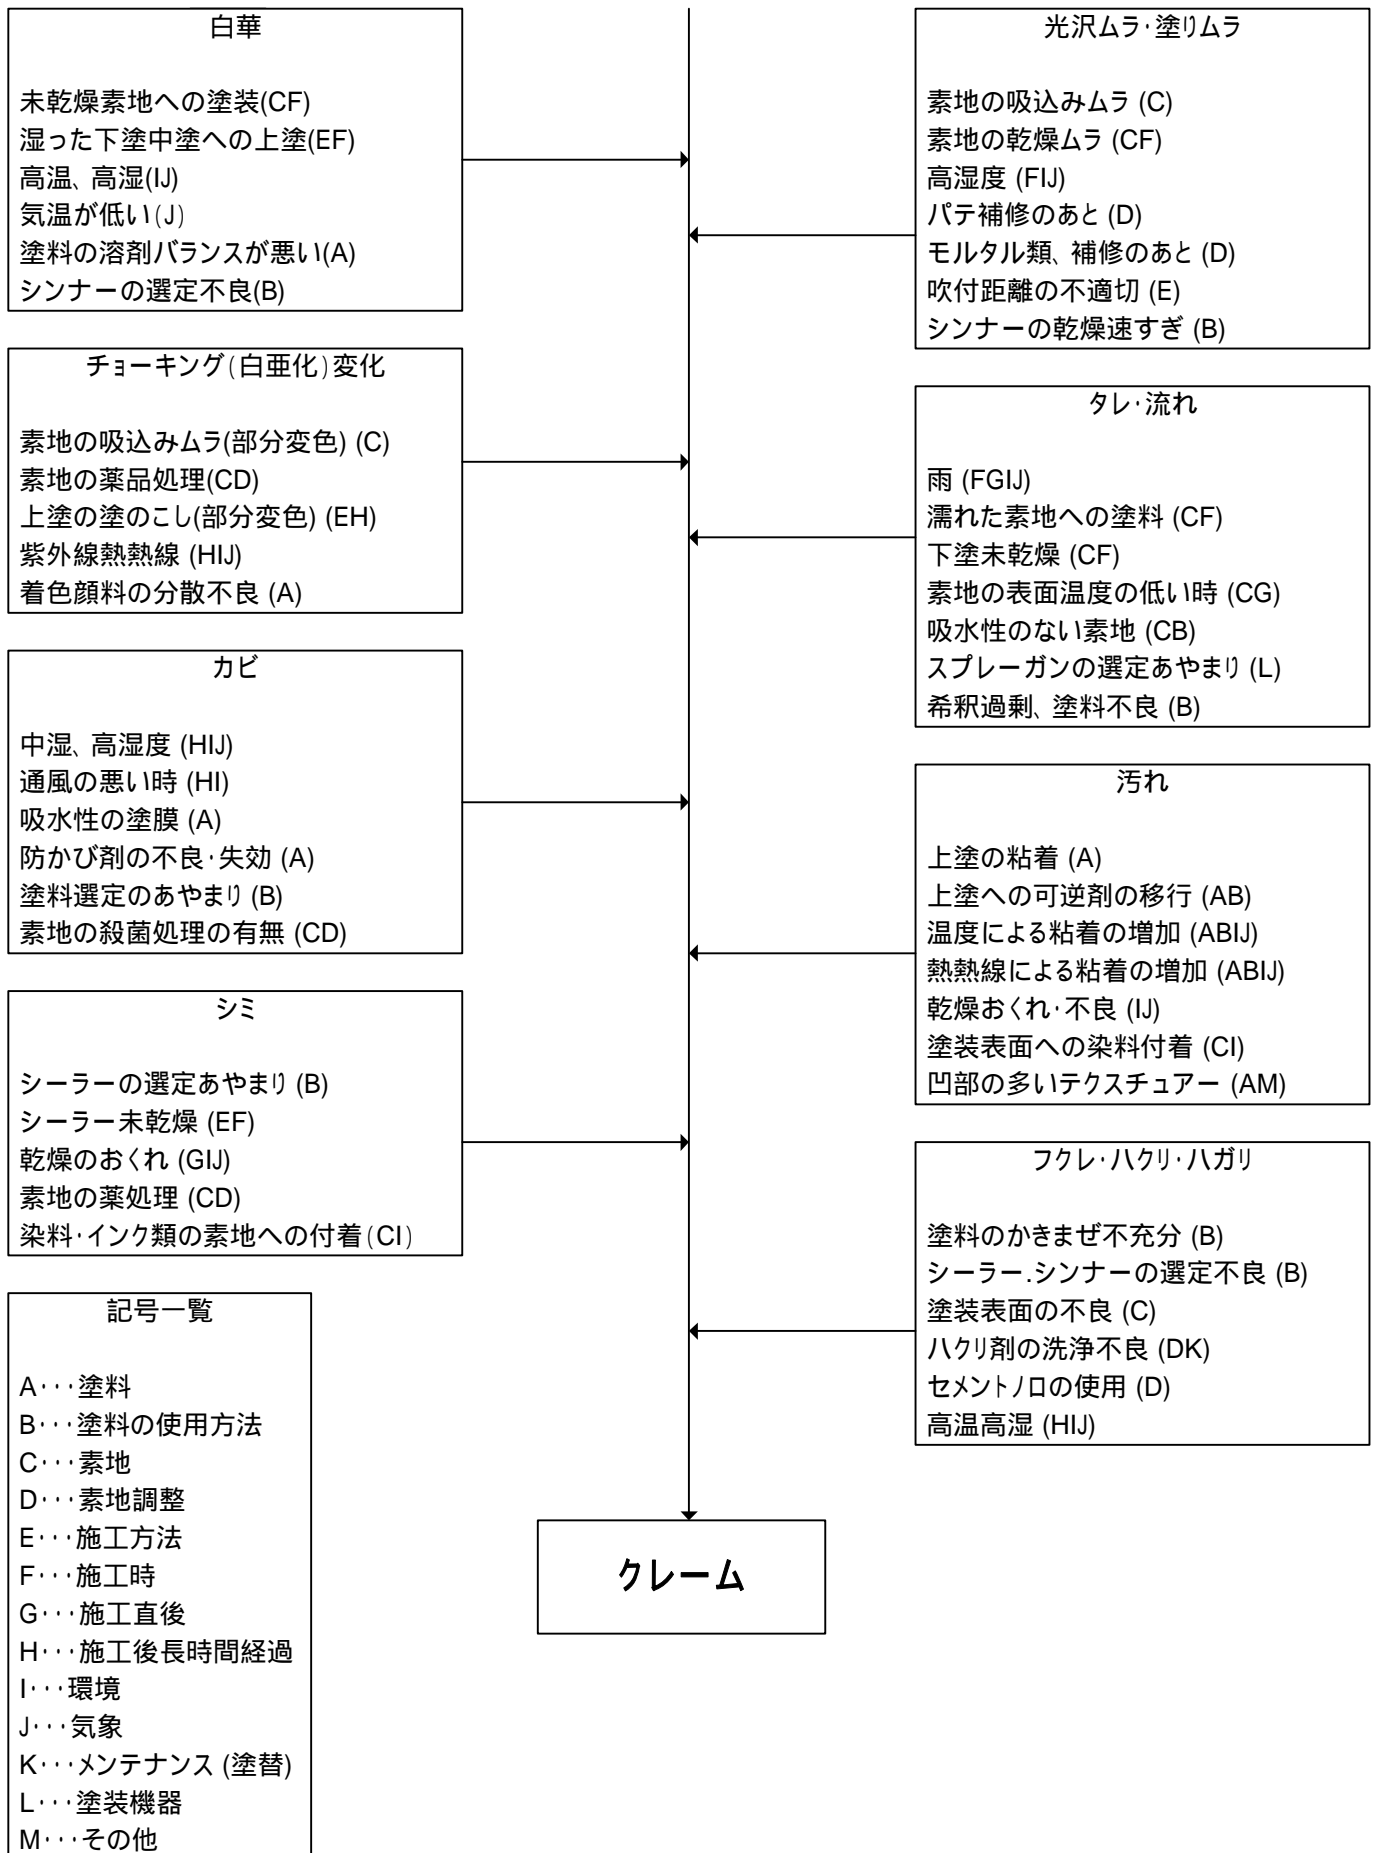 白華
未乾燥素地への塗装(CF)
湿った下塗中塗への上塗(EF)
高温、高湿(IJ)
気温が低い(J)
塗料の溶剤バランスが悪い(A)
シンナーの選定不良(B)
チョーキング(白亜化)変化
素地の吸込みムラ(部分変色) (C)
素地の薬品処理(CD)
上塗の塗のこし(部分変色) (EH)
紫外線熱熱線 (HIJ)
着色顔料の分散不良 (A)
カビ
中湿、高湿度 (HIJ)
通風の悪い時 (HI)
吸水性の塗膜 (A)
防かび剤の不良・失効 (A)
塗料選定のあやまり (B)
素地の殺菌処理の有無 (CD)
シミ
シーラーの選定あやまり (B)
シーラー未乾燥 (EF)
乾燥のおくれ (GIJ)
素地の薬処理 (CD)
染料・インク類の素地への付着(CI)
記号一覧
A・・・塗料
B・・・塗料の使用方法
C・・・素地
D・・・素地調整
E・・・施工方法
F・・・施工時
G・・・施工直後
H・・・施工後長時間経過
I・・・環境
J・・・気象
K・・・メンテナンス (塗替)
L・・・塗装機器
M・・・その他
光沢ムラ・塗りムラ
素地の吸込みムラ (C)
素地の乾燥ムラ (CF)
高湿度 (FIJ)
パテ補修のあと (D)
モルタル類、補修のあと (D)
吹付距離の不適切 (E)
シンナーの乾燥速すぎ (B)
タレ・流れ
雨 (FGIJ)
濡れた素地への塗料 (CF)
下塗未乾燥 (CF)
素地の表面温度の低い時 (CG)
吸水性のない素地 (CB)
スプレーガンの選定あやまり (L)
希釈過剰、塗料不良 (B)
汚れ
上塗の粘着 (A)
上塗への可逆剤の移行 (AB)
温度による粘着の増加 (ABIJ)
熱熱線による粘着の増加 (ABIJ)
乾燥おくれ・不良 (IJ)
塗装表面への染料付着 (CI)
凹部の多いテクスチュアー (AM)
フクレ・ハクリ・ハガリ
塗料のかきまぜ不充分 (B)
シーラー.シンナーの選定不良 (B)
塗装表面の不良 (C)
ハクリ剤の洗浄不良 (DK)
セメントノロの使用 (D)
高温高湿 (HIJ)
クレーム